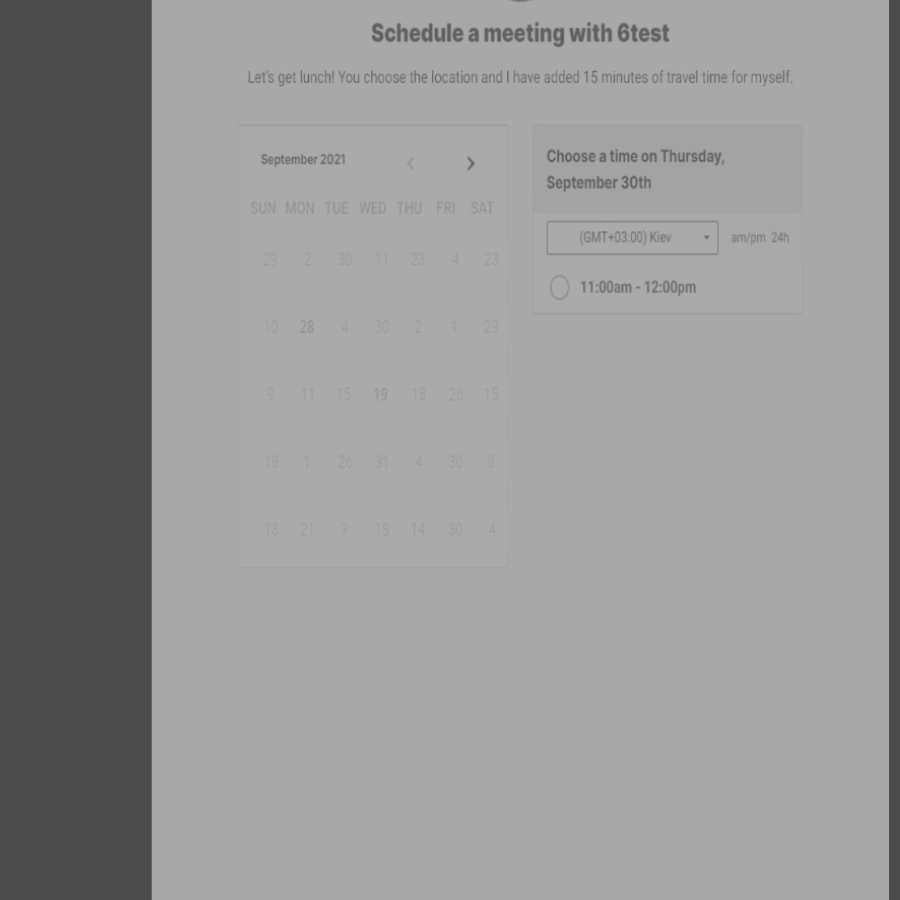 Schedule a meeting with 6test
Let's get lunch! You choose the location and I have added 15 minutes of travel time for myself.
September 2021
SUN MON TUE WED THU FRI SAT
29 2 30 11 23 4 23
10 28 4 30 2 1 29
9 11 15 19 18 26 15
18 1 26 31 4 30 8
18 21 9 18 14 30 4
Choose a time on Thursday,
September 30th
(GMT+03:00) Kiev am/pm 24h
11:00am - 12:00pm